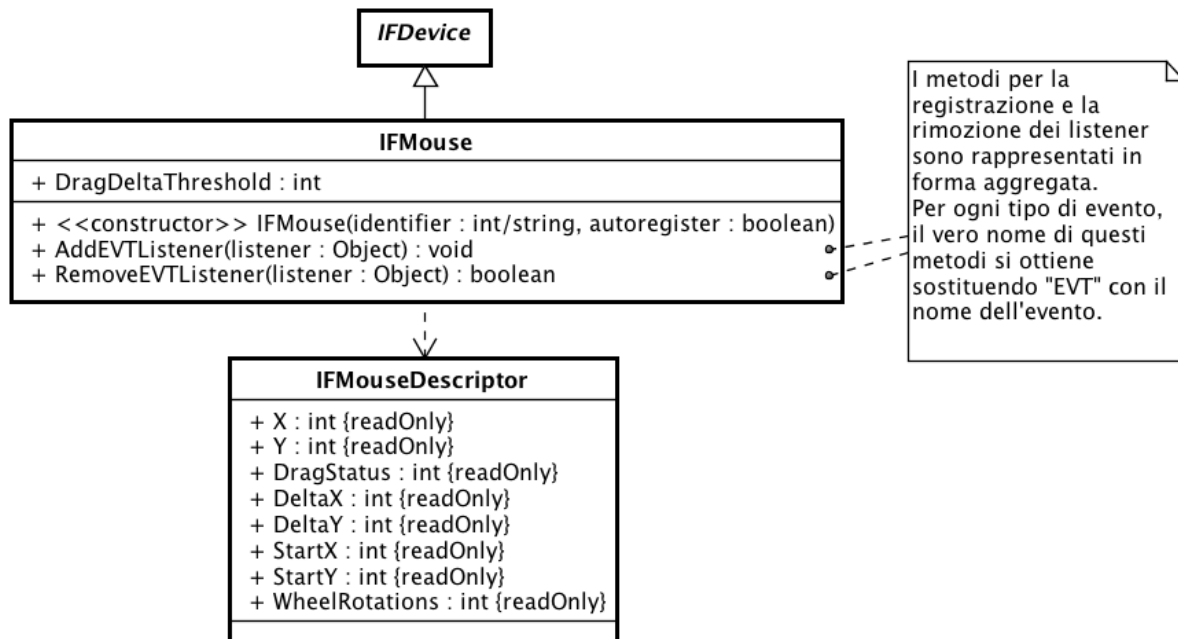 IFDevice
IFMouse
+ DragDeltaThreshold : int
+ <<constructor>> IFMouse(identifier : int/string, autoregister : boolean)
+ AddEVTListener(listener : Object) : void
+ RemoveEVTListener(listener : Object) : boolean
I metodi per la
registrazione e la
rimozione dei listener
sono rappresentati in
forma aggregata.
Per ogni tipo di evento,
il vero nome di questi
metodi si ottiene
sostituendo "EVT" con il
nome dell'evento.
IFMouseDescriptor
+ X : int {readOnly}
+ Y : int {readOnly}
+ DragStatus : int {readOnly}
+ DeltaX : int {readOnly}
+ DeltaY : int {readOnly}
+ StartX : int {readOnly}
+ StartY : int {readOnly}
+ WheelRotations : int {readOnly}